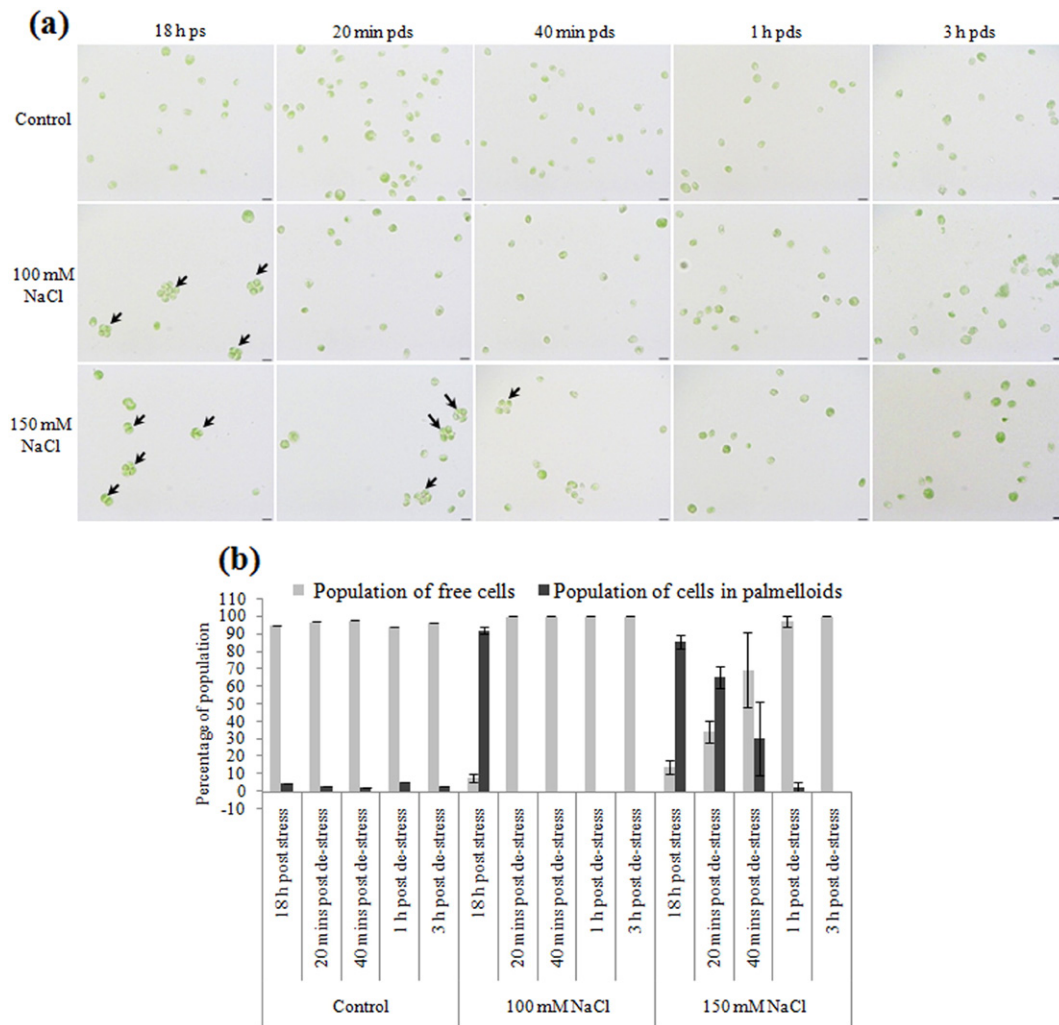 (a)
18 h ps 20 min pds 40 min pds 1 h pds 3 h pds
Control
100 mM
NaCl
150 mM
NaCl
(b)
Population of free cells Population of cells in palmelloids
Percentage of population
110
100
90
80
70
60
50
40
30
20
10
0
-10
18 h post stress
20 mins post de-stress
40 mins post de-stress
1 h post de-stress
3 h post de-stress
18 h post stress
20 mins post de-stress
40 mins post de-stress
1 h post de-stress
3 h post de-stress
18 h post stress
20 mins post de-stress
40 mins post de-stress
1 h post de-stress
3 h post de-stress
Control 100 mM NaCl 150 mM NaCl